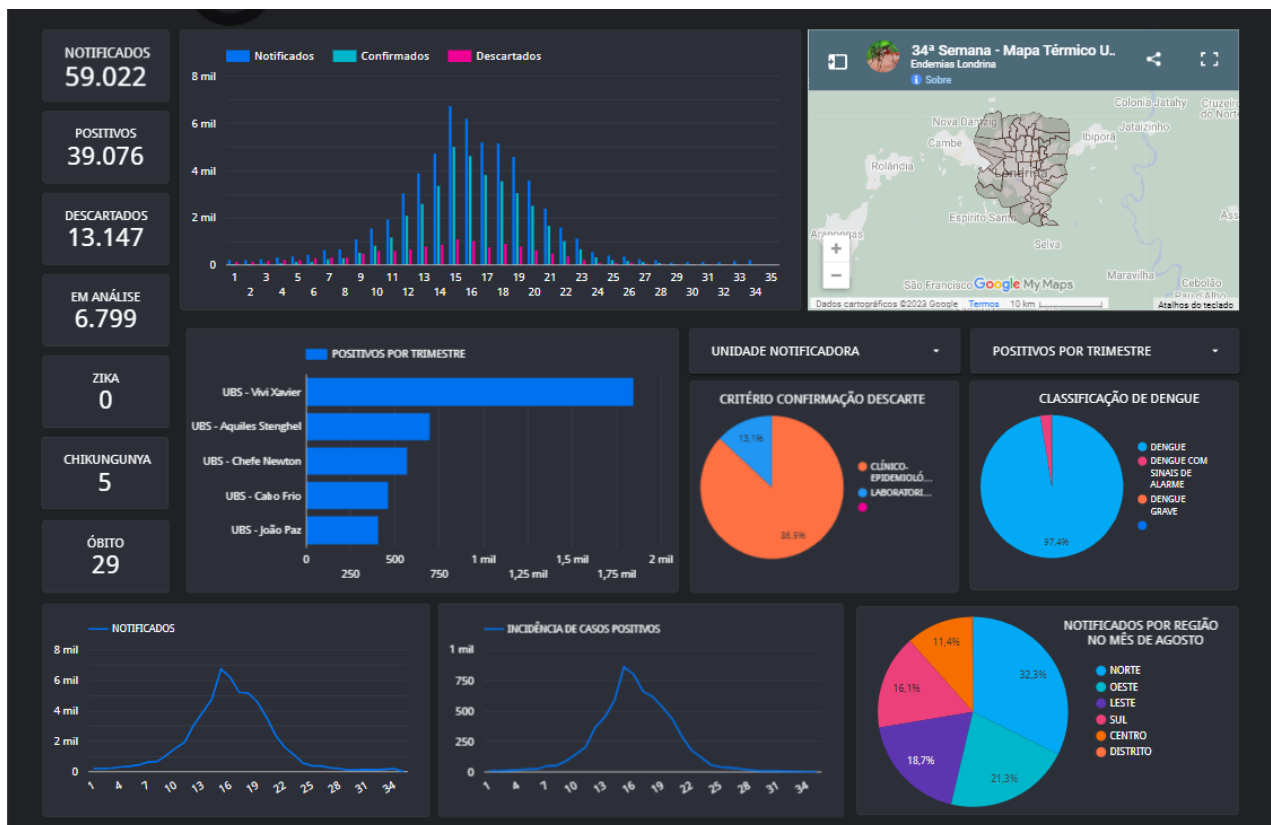 NOTIFICADOS
59.022
POSITIVOS
39.076
DESCARTADOS
13.147
EM ANÁLISE
6.799
ZIKA
0
CHIKUNGUNYA
5
ÓBITO
29
Notificados Confirmados Descartados
8 mil
6 mil
4 mil
2 mil
0
1 3 5 7 9 11 13 15 17 19 21 23 25 27 29 31 33 35
2 4 6 8 10 12 14 16 18 20 22 24 26 28 30 32 34
34ª Semana - Mapa Térmico U..
Endemias Londrina
Sobre
Colonia Jatahy
Cruzeiro
do Norte
Nova Dantzig
Jataizinho
Cambé
Ibiporã
Rolândia
Londrina
Espirito Santo
Ass
Arapongas
Selva
+
−
Maravilha
São Francisco
Google My Maps
Cebolão
Pauld Alho
Dados cartográficos ©2023 Google Termos 10 km
Atalhos do teclado
POSITIVOS POR TRIMESTRE
UBS - Vivi Xavier
UBS - Aquiles Stenghel
UBS - Chefe Newton
UBS - Cabo Frio
UBS - João Paz
0 500 1 mil 1,5 mil 2 mil
250 750 1,25 mil 1,75 mil
UNIDADE NOTIFICADORA
POSITIVOS POR TRIMESTRE
CRITÉRIO CONFIRMAÇÃO DESCARTE
13,1%
86,9%
CLÍNICO-
EPIDEMIOLÓ...
LABORATORI...
CLASSIFICAÇÃO DE DENGUE
97,4%
DENGUE
DENGUE COM
SINAIS DE
ALARME
DENGUE
GRAVE
NOTIFICADOS
8 mil
6 mil
4 mil
2 mil
0
1 4 7 10 13 16 19 22 25 28 31 34
INCIDÊNCIA DE CASOS POSITIVOS
1 mil
750
500
250
0
1 4 7 10 13 16 19 22 25 28 31 34
NOTIFICADOS POR REGIÃO
NO MÊS DE AGOSTO
11,4%
32,3%
16,1%
18,7%
21,3%
NORTE
OESTE
LESTE
SUL
CENTRO
DISTRITO